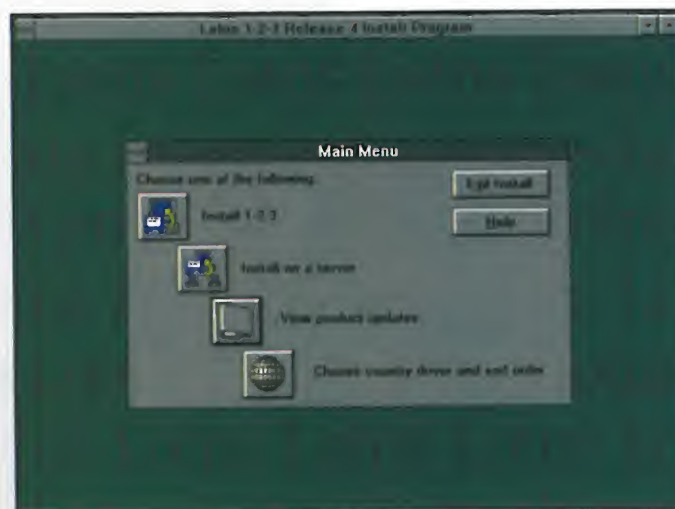 Lotus 1-2-3 Release 4 Install Program
Main Menu
Choose one of the following:
Exit Install
Install 1-2-3
Help
Install on a server
View product updates
Choose country driver and sort order